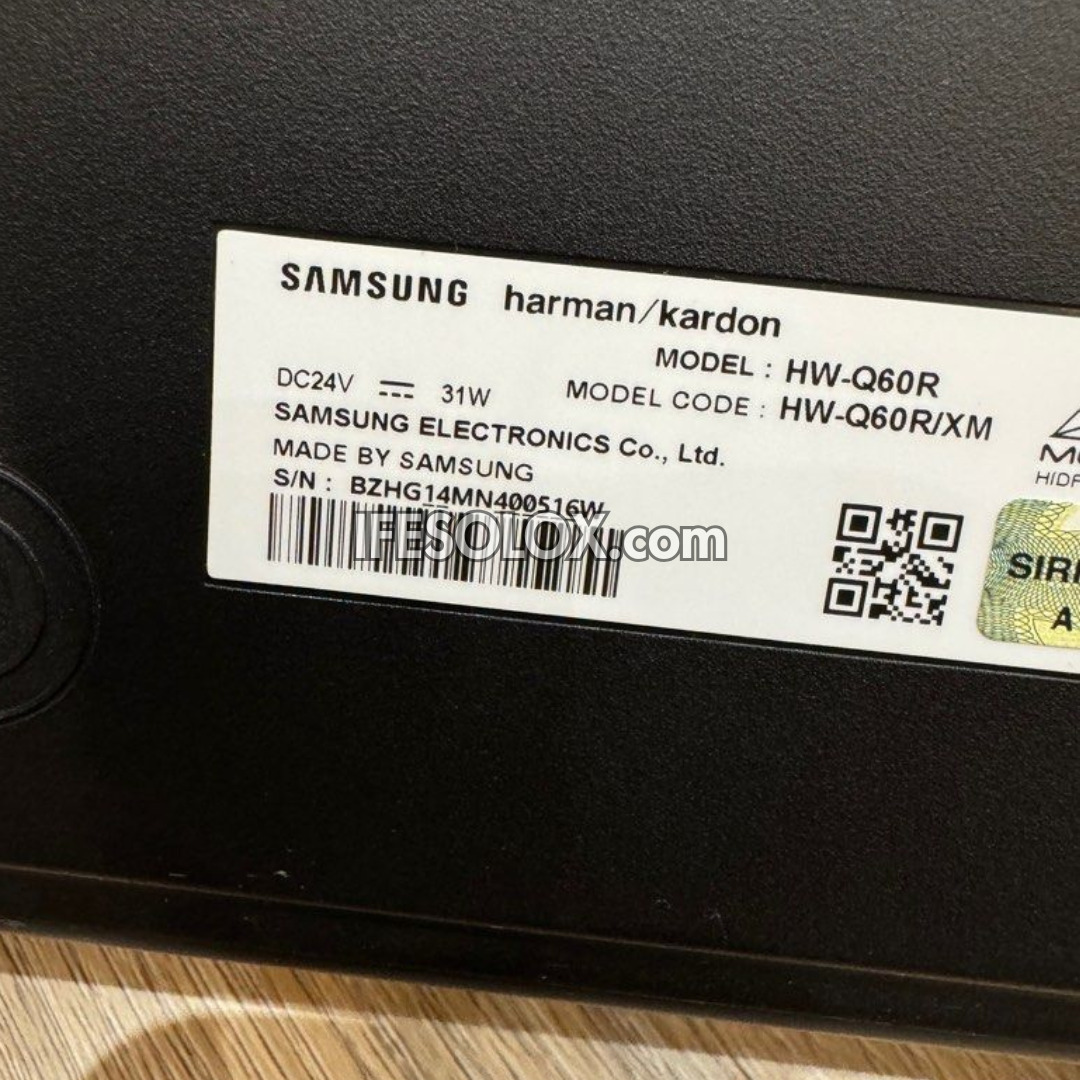 SAMSUNG harman/kardon
MODEL : HW-Q60R
DC24V 31W MODEL CODE : HW-Q60R/XM
SAMSUNG ELECTRONICS Co., Ltd.
MADE BY SAMSUNG
S/N : BZHG14MN400516W
IFESOLOX.com